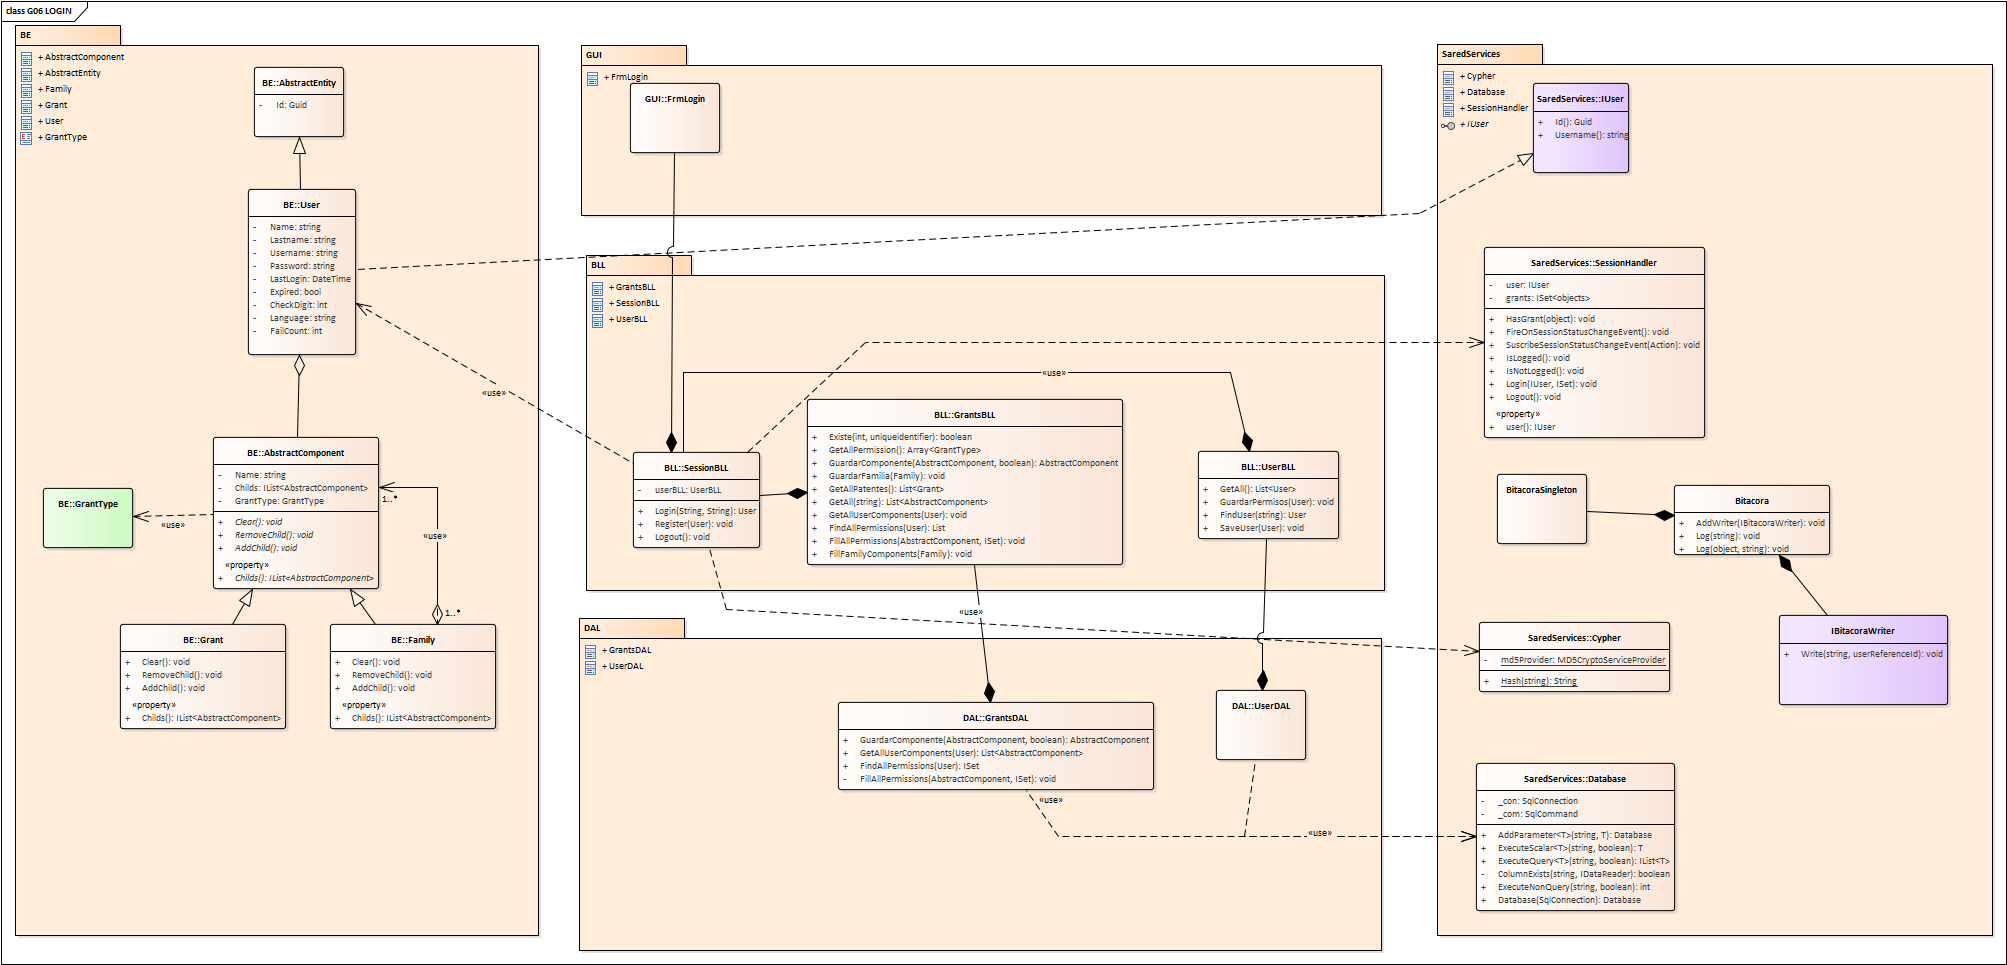 class G06 LOGIN
BE
+ AbstractComponent
+ AbstractEntity
+ Family
+ Grant
+ User
+ GrantType
BE::AbstractEntity
- Id: Guid
BE::User
- Name: string
- Lastname: string
- Username: string
- Password: string
- LastLogin: DateTime
- Expired: bool
- CheckDigit: int
- Language: string
- FailCount: int
«use»
BE::AbstractComponent
- Name: string
- Childs: IList<AbstractComponent>
- GrantType: GrantType
+ Clear(): void
+ RemoveChild(): void
+ AddChild(): void
«property»
+ Childs(): IList<AbstractComponent>
BE::GrantType
«use»
1..*
«use»
1..*
BE::Grant
+ Clear(): void
+ RemoveChild(): void
+ AddChild(): void
«property»
+ Childs(): IList<AbstractComponent>
BE::Family
+ Clear(): void
+ RemoveChild(): void
+ AddChild(): void
«property»
+ Childs(): IList<AbstractComponent>
GUI
+ FrmLogin
GUI::FrmLogin
BLL
+ GrantsBLL
+ SessionBLL
+ UserBLL
«use»
BLL::SessionBLL
- userBLL: UserBLL
+ Login(String, String): User
+ Register(User): void
+ Logout(): void
BLL::GrantsBLL
+ Existe(int, uniqueidentifier): boolean
+ GetAllPermission(): Array<GrantType>
+ GuardarComponente(AbstractComponent, boolean): AbstractComponent
+ GuardarFamilia(Family): void
+ GetAllPatentes(): List<Grant>
+ GetAll(string): List<AbstractComponent>
+ GetAllUserComponents(User): void
+ FindAllPermissions(User): List
+ FillAllPermissions(AbstractComponent, ISet): void
+ FillFamilyComponents(Family): void
BLL::UserBLL
+ GetAll(): List<User>
+ GuardarPermisos(User): void
+ FindUser(string): User
+ SaveUser(User): void
«use»
DAL
+ GrantsDAL
+ UserDAL
DAL::GrantsDAL
+ GuardarComponente(AbstractComponent, boolean): AbstractComponent
+ GetAllUserComponents(User): List<AbstractComponent>
+ FindAllPermissions(User): ISet
- FillAllPermissions(AbstractComponent, ISet): void
DAL::UserDAL
«use»
«use»
SaredServices
+ Cypher
+ Database
+ SessionHandler
+ IUser
SaredServices::IUser
+ Id(): Guid
+ Username(): string
SaredServices::SessionHandler
- user: IUser
- grants: ISet<objects>
+ HasGrant(object): void
+ FireOnSessionStatusChangeEvent(): void
+ SuscribeSessionStatusChangeEvent(Action): void
+ IsLogged(): void
+ IsNotLogged(): void
+ Login(IUser, ISet): void
+ Logout(): void
«property»
+ user(): IUser
BitacoraSingleton
Bitacora
+ AddWriter(IBitacoraWriter): void
+ Log(string): void
+ Log(object, string): void
SaredServices::Cypher
- md5Provider: MD5CryptoServiceProvider
+ Hash(string): String
IBitacoraWriter
+ Write(string, userReferenceId): void
SaredServices::Database
- _con: SqlConnection
- _com: SqlCommand
+ AddParameter<T>(string, T): Database
+ ExecuteScalar<T>(string, boolean): T
+ ExecuteQuery<T>(string, boolean): IList<T>
- ColumnExists(string, IDataReader): boolean
+ ExecuteNonQuery(string, boolean): int
+ Database(SqlConnection): Database